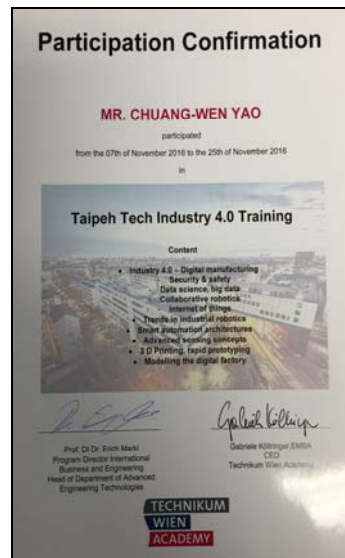 Participation Confirmation
MR. CHUANG-WEN YAO
participated
from the 07th of November 2016 to the 25th of November 2016
in
Taipeh Tech Industry 4.0 Training
Content
• Industry 4.0 – Digital manufacturing
• Security & safety
• Data science, big data
• Collaborative robotics
• Internet of things
• Trends in industrial robotics
• Smart automation architectures
• Advanced sensing concepts
• 3 D Printing, rapid prototyping
• Modelling the digital factory
Prof. DI Dr. Erich Markl
Program Director International
Business and Engineering
Head of Department of Advanced
Engineering Technologies
Gabriele Költringer, EMBA
CEO
Technikum Wien Academy
TECHNIKUM
WIEN
ACADEMY